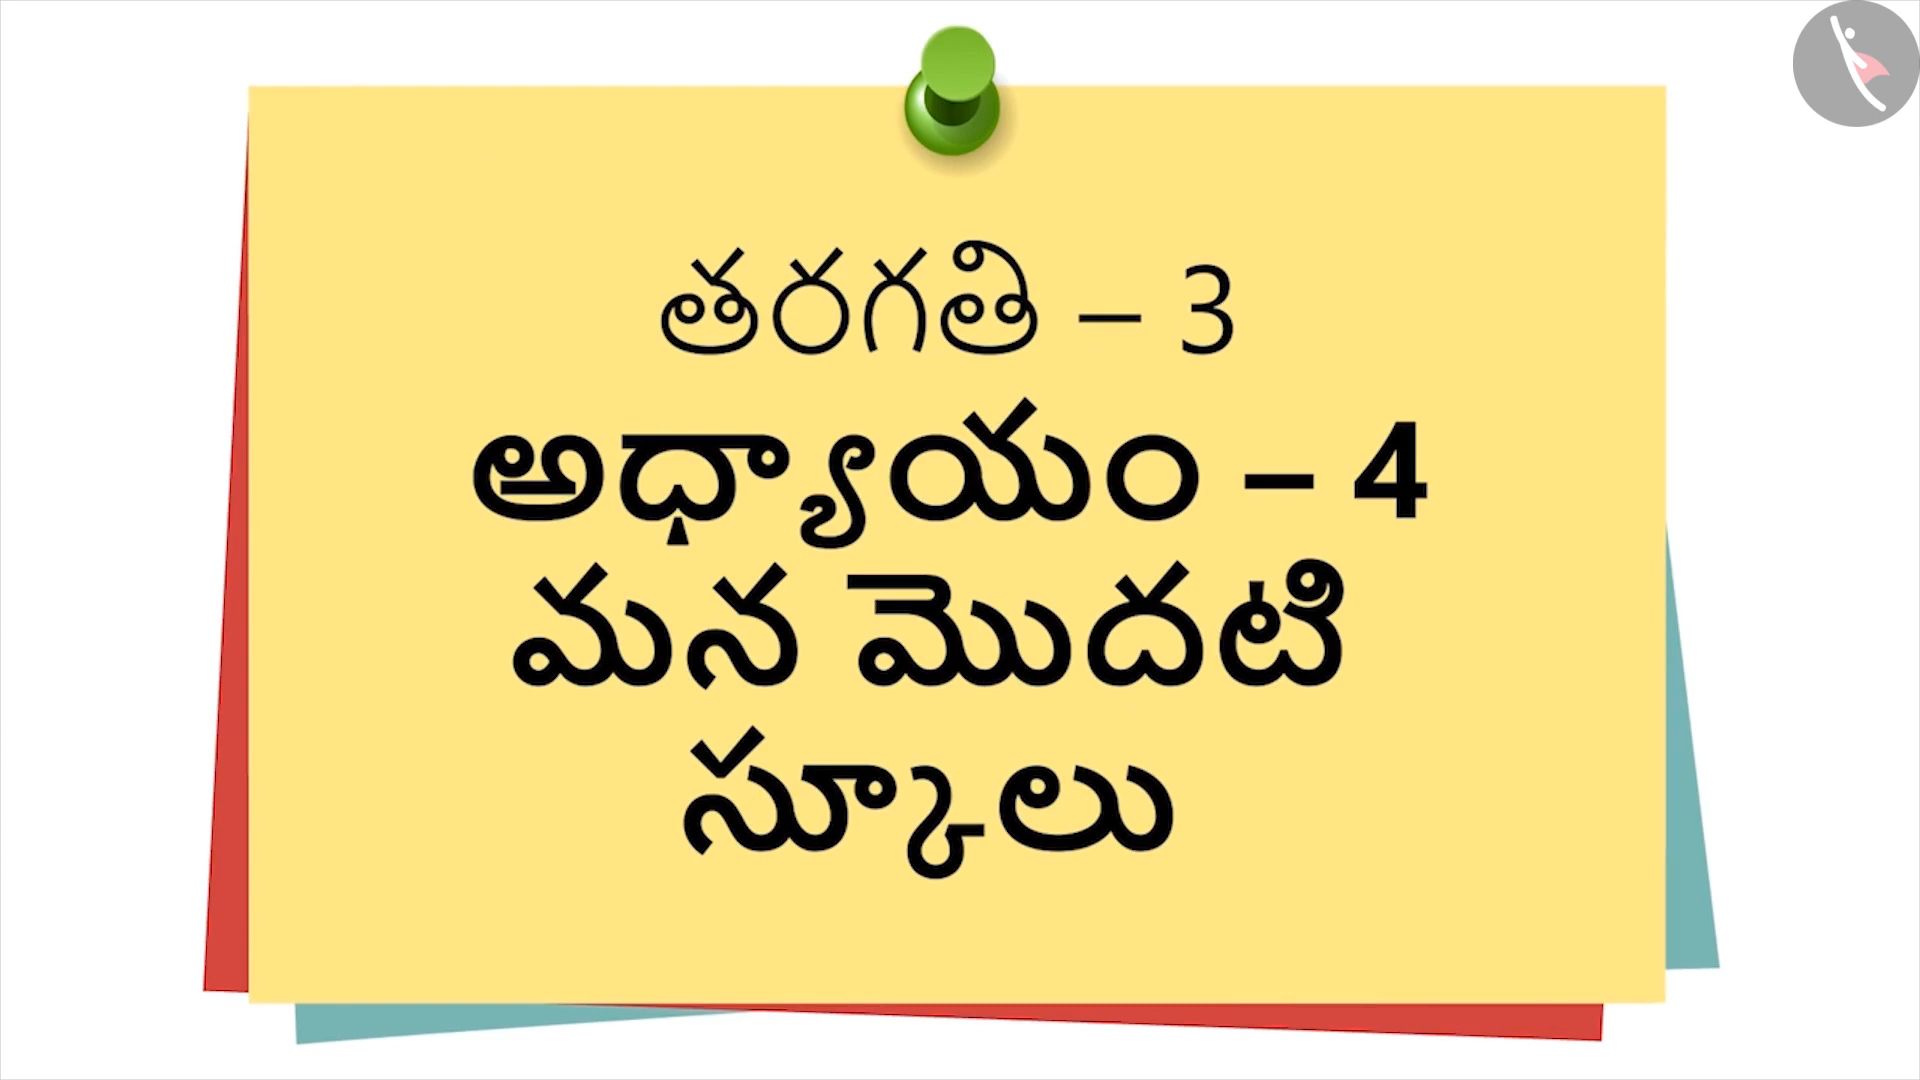 తరగతి – 3
అధ్యాయం – 4
మన మొదటి
స్కూలు